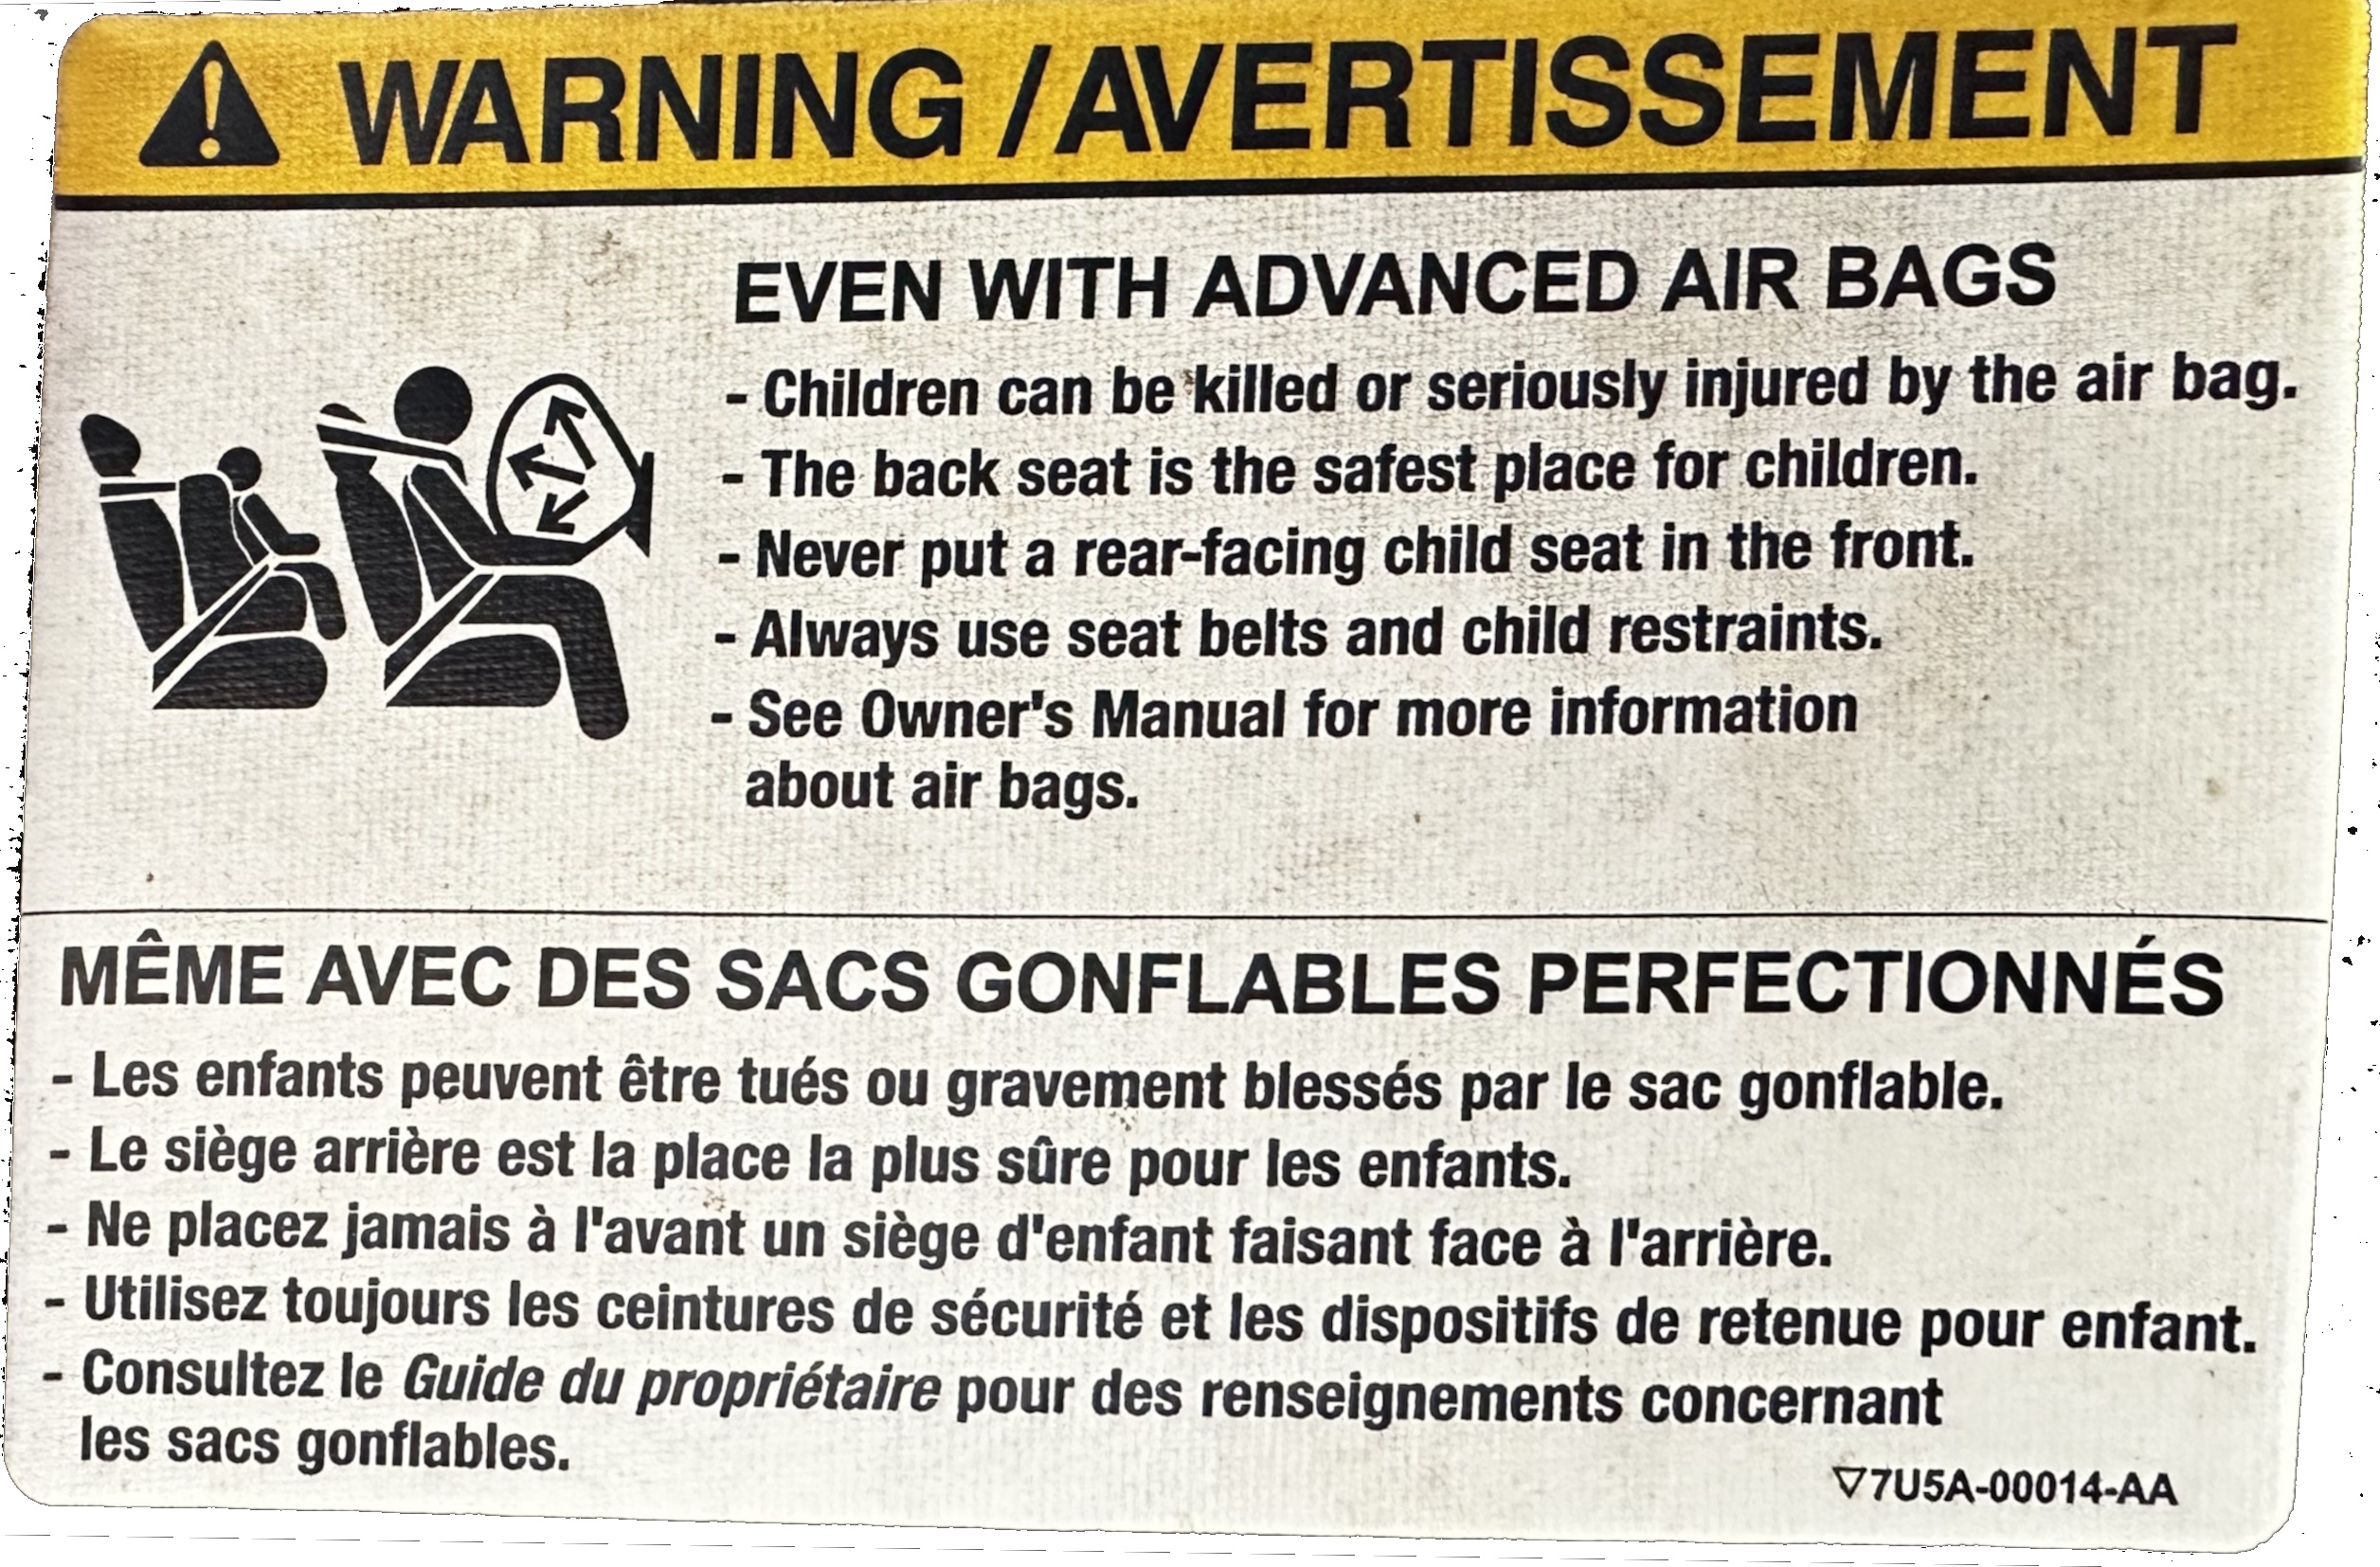 WARNING / AVERTISSEMENT
EVEN WITH ADVANCED AIR BAGS
- Children can be killed or seriously injured by the air bag.
- The back seat is the safest place for children.
- Never put a rear-facing child seat in the front.
- Always use seat belts and child restraints.
- See Owner's Manual for more information
about air bags.
MÊME AVEC DES SACS GONFLABLES PERFECTIONNÉS
- Les enfants peuvent être tués ou gravement blessés par le sac gonflable.
- Le siège arrière est la place la plus sûre pour les enfants.
- Ne placez jamais à l'avant un siège d'enfant faisant face à l'arrière.
- Utilisez toujours les ceintures de sécurité et les dispositifs de retenue pour enfant.
- Consultez le Guide du propriétaire pour des renseignements concernant
les sacs gonflables.
▽7U5A-00014-AA